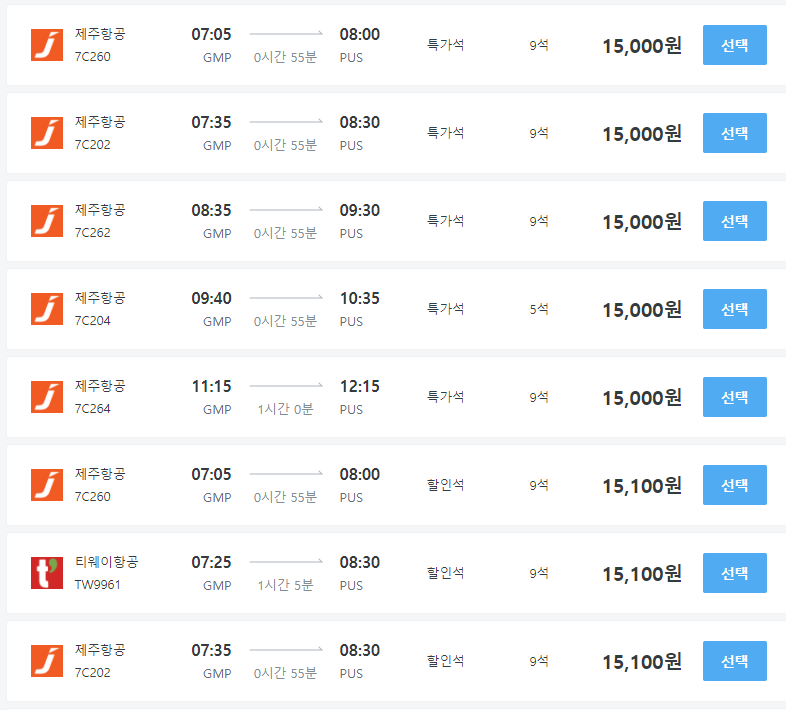 제주항공 07:05 08:00 특가석 9석 15,000원 선택
7C260 GMP 0시간 55분 PUS
제주항공 07:35 08:30 특가석 9석 15,000원 선택
7C202 GMP 0시간 55분 PUS
제주항공 08:35 09:30 특가석 9석 15,000원 선택
7C262 GMP 0시간 55분 PUS
제주항공 09:40 10:35 특가석 5석 15,000원 선택
7C204 GMP 0시간 55분 PUS
제주항공 11:15 12:15 특가석 9석 15,000원 선택
7C264 GMP 1시간 0분 PUS
제주항공 07:05 08:00 할인석 9석 15,100원 선택
7C260 GMP 0시간 55분 PUS
티웨이항공 07:25 08:30 할인석 9석 15,100원 선택
TW9961 GMP 1시간 5분 PUS
제주항공 07:35 08:30 할인석 9석 15,100원 선택
7C202 GMP 0시간 55분 PUS